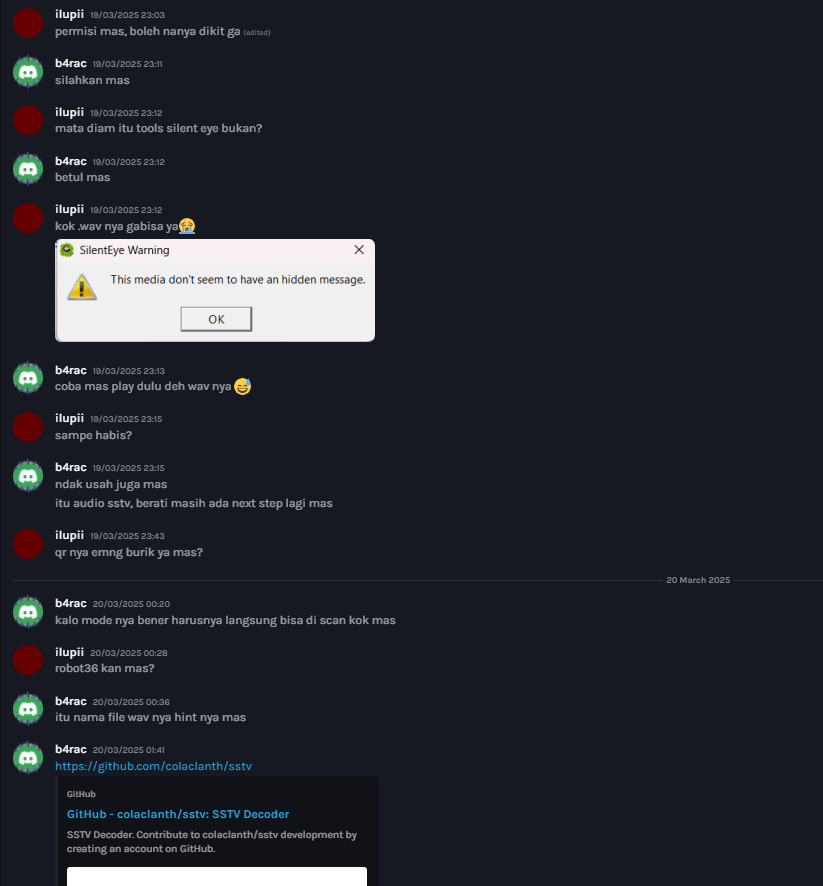 ilupii 19/03/2025 23:03
permisi mas, boleh nanya dikit ga (edited)
b4rac 19/03/2025 23:11
silahkan mas
ilupii 19/03/2025 23:12
mata diam itu tools silent eye bukan?
b4rac 19/03/2025 23:12
betul mas
ilupii 19/03/2025 23:12
kok .wav nya gabisa ya😭
SilentEye Warning
This media don't seem to have an hidden message.
OK
b4rac 19/03/2025 23:13
coba mas play dulu deh wav nya 😅
ilupii 19/03/2025 23:15
sampe habis?
b4rac 19/03/2025 23:15
ndak usah juga mas
itu audio sstv, berati masih ada next step lagi mas
ilupii 19/03/2025 23:43
qr nya emng burik ya mas?
20 March 2025
b4rac 20/03/2025 00:20
kalo mode nya bener harusnya langsung bisa di scan kok mas
ilupii 20/03/2025 00:28
robot36 kan mas?
b4rac 20/03/2025 00:36
itu nama file wav nya hint nya mas
b4rac 20/03/2025 01:41
https://github.com/colaclanth/sstv
GitHub
GitHub - colaclanth/sstv: SSTV Decoder
SSTV Decoder. Contribute to colaclanth/sstv development by
creating an account on GitHub.